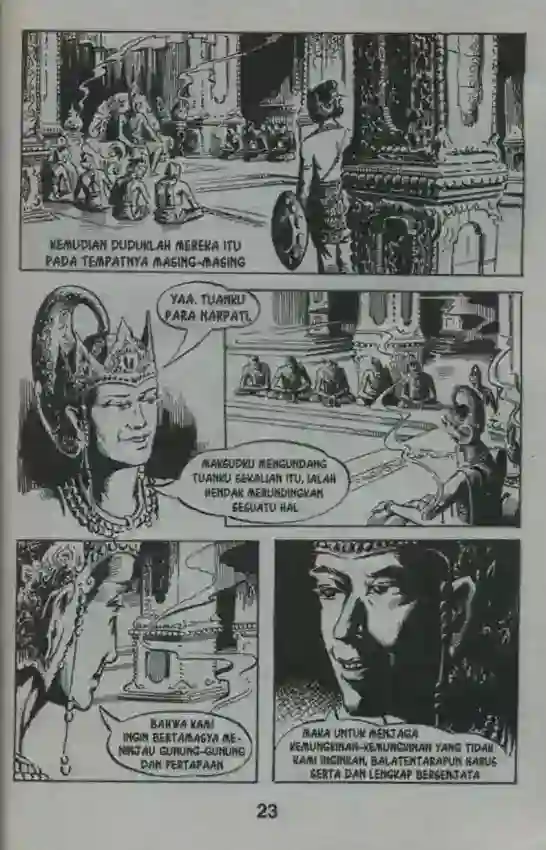 KEMUDIAN DUDUKLAH MEREKA ITU
PADA TEMPATNYA MASING-MASING
YAA. TUANKU
PARA NARPATI.
MAKSUDKU MENGUNDANG
TUANKU SEKALIAN ITU, IALAH
HENDAK MERUNDINGKAN
SESUATU HAL
BAHWA KAMI
INGIN BERTAMASYA ME-
NINJAU GUNUNG-GUNUNG
DAN PERTAPAAN
MAKA UNTUK MENJAGA
KEMUNGKINAN-KEMUNGKINAN YANG TIDAK
KAMI INGINKAN, BALATENTARAPUN HARUS
SERTA DAN LENGKAP BERSENJATA
23